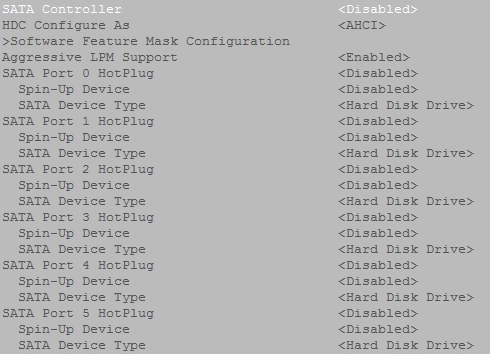 SATA Controller <Disabled>
HDC Configure As <AHCI>
>Software Feature Mask Configuration
Aggressive LPM Support <Enabled>
SATA Port 0 HotPlug <Disabled>
Spin-Up Device <Disabled>
SATA Device Type <Hard Disk Drive>
SATA Port 1 HotPlug <Disabled>
Spin-Up Device <Disabled>
SATA Device Type <Hard Disk Drive>
SATA Port 2 HotPlug <Disabled>
Spin-Up Device <Disabled>
SATA Device Type <Hard Disk Drive>
SATA Port 3 HotPlug <Disabled>
Spin-Up Device <Disabled>
SATA Device Type <Hard Disk Drive>
SATA Port 4 HotPlug <Disabled>
Spin-Up Device <Disabled>
SATA Device Type <Hard Disk Drive>
SATA Port 5 HotPlug <Disabled>
Spin-Up Device <Disabled>
SATA Device Type <Hard Disk Drive>